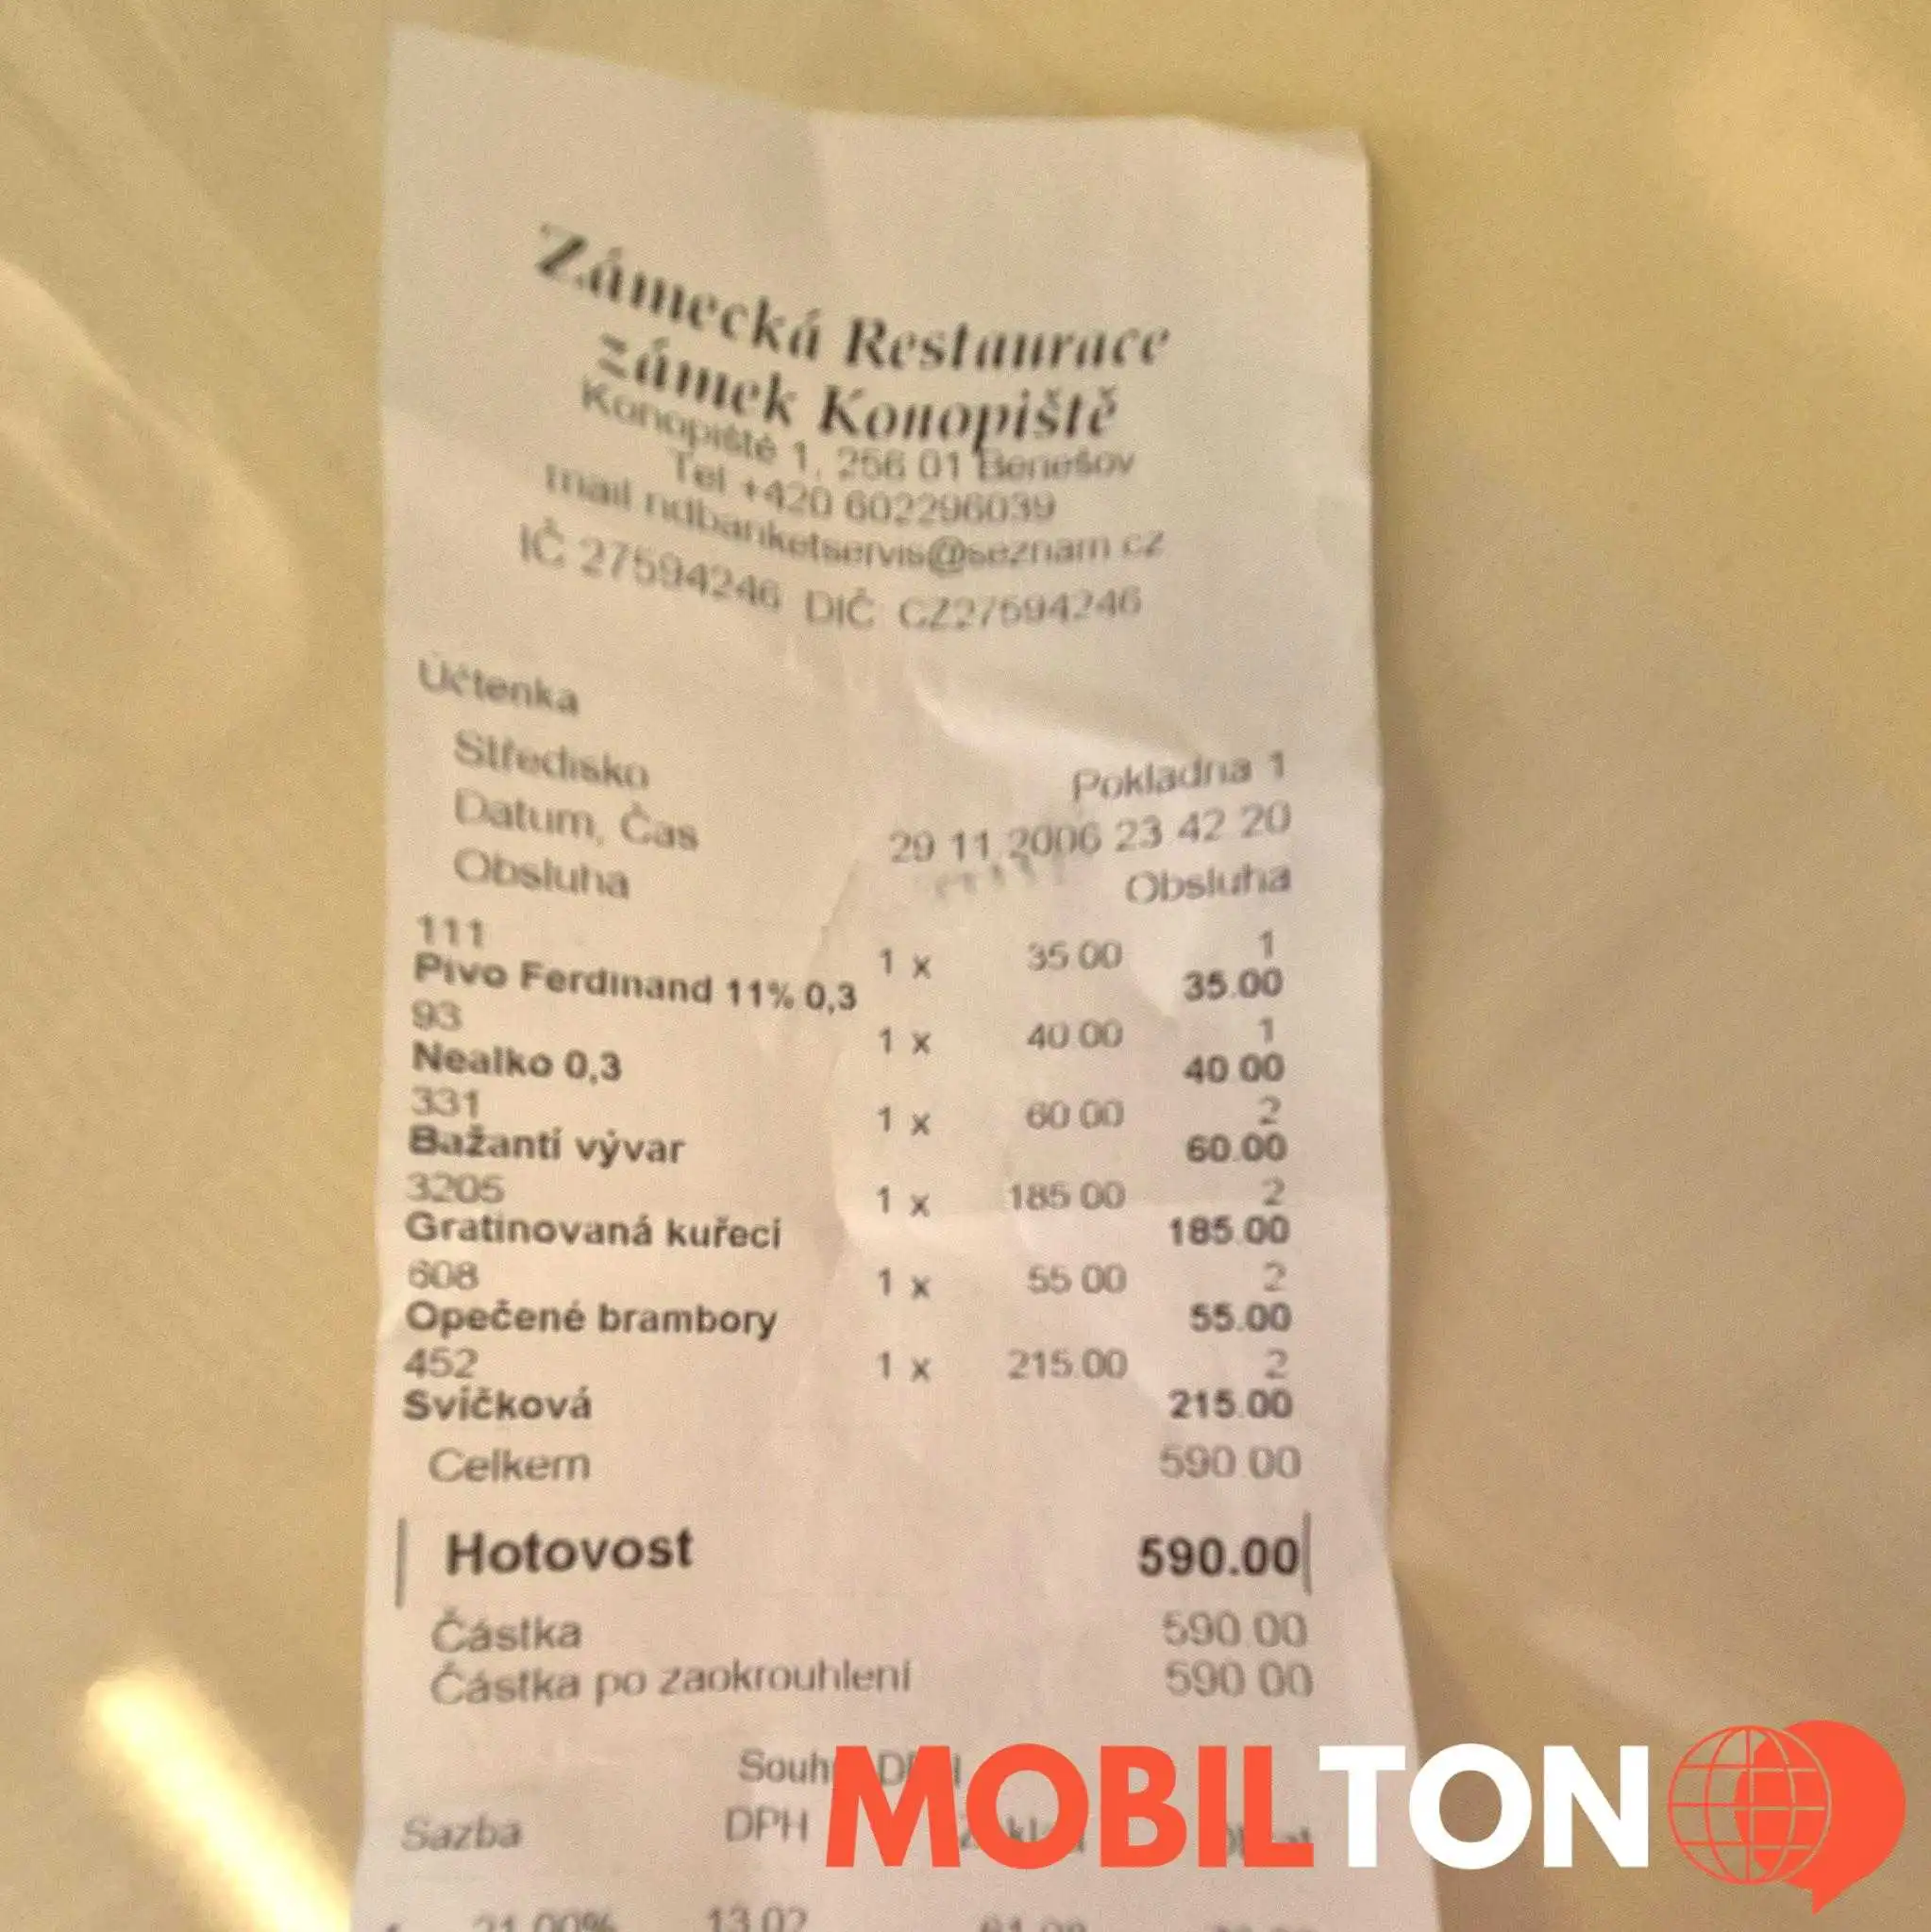 Zámecká Restaurace
zámek Konopiště
Konopiště 1, 256 01 Benešov
Tel +420 602296039
mail ndbanketservis@seznam.cz
IČ 27594246 DIČ CZ27594246
Účtenka
Středisko Pokladna 1
Datum, Čas 29 11.2006 23 42 20
Obsluha Obsluha
111 1 x 35 00 1
Pivo Ferdinand 11% 0,3 35.00
93 1 x 40 00 1
Nealko 0,3 40 00
331 1 x 60 00 2
Bažantí vývar 60.00
3205 1 x 185 00 2
Gratinovaná kuřecí 185.00
608 1 x 55 00 2
Opečené brambory 55.00
452 1 x 215.00 2
Svíčková 215.00
Celkem 590 00
Hotovost 590.00
Částka 590.00
Částka po zaokrouhlení 590 00
Sazba DPH
21.00% 13.02
MOBILTON